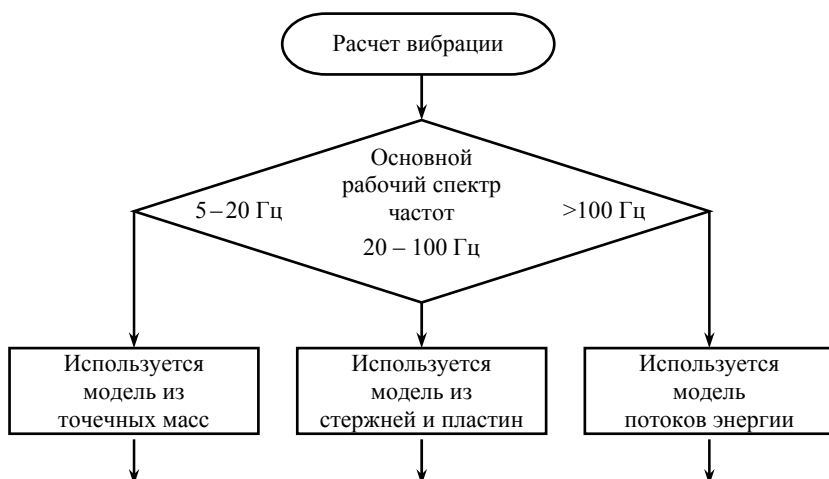 Расчет вибрации
Основной
рабочий спектр
частот
5–20 Гц
>100 Гц
20 – 100 Гц
Используется
модель из
точечных масс
Используется
модель из
стержней и пластин
Используется
модель
потоков энергии